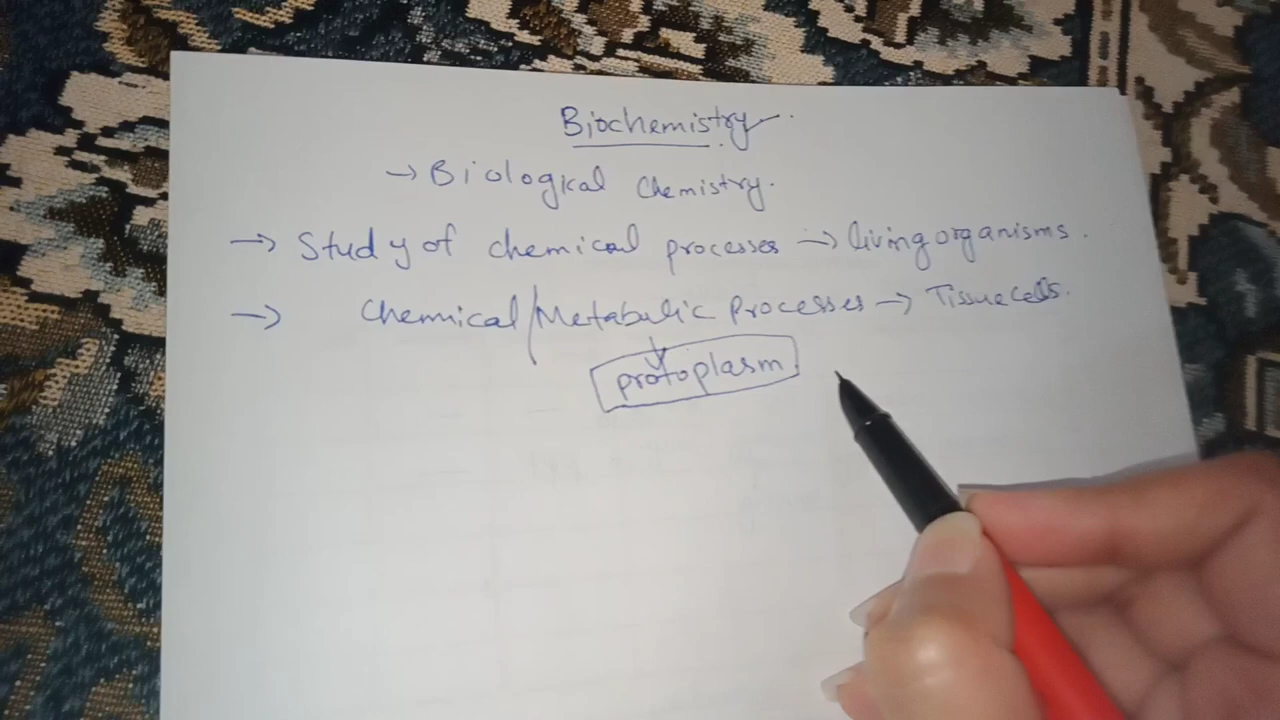 Biochemistry.
→ Biological Chemistry.
→ Study of chemical processes → living organisms.
→ Chemical/Metabolic Processes → Tissue cells.
↓
protoplasm